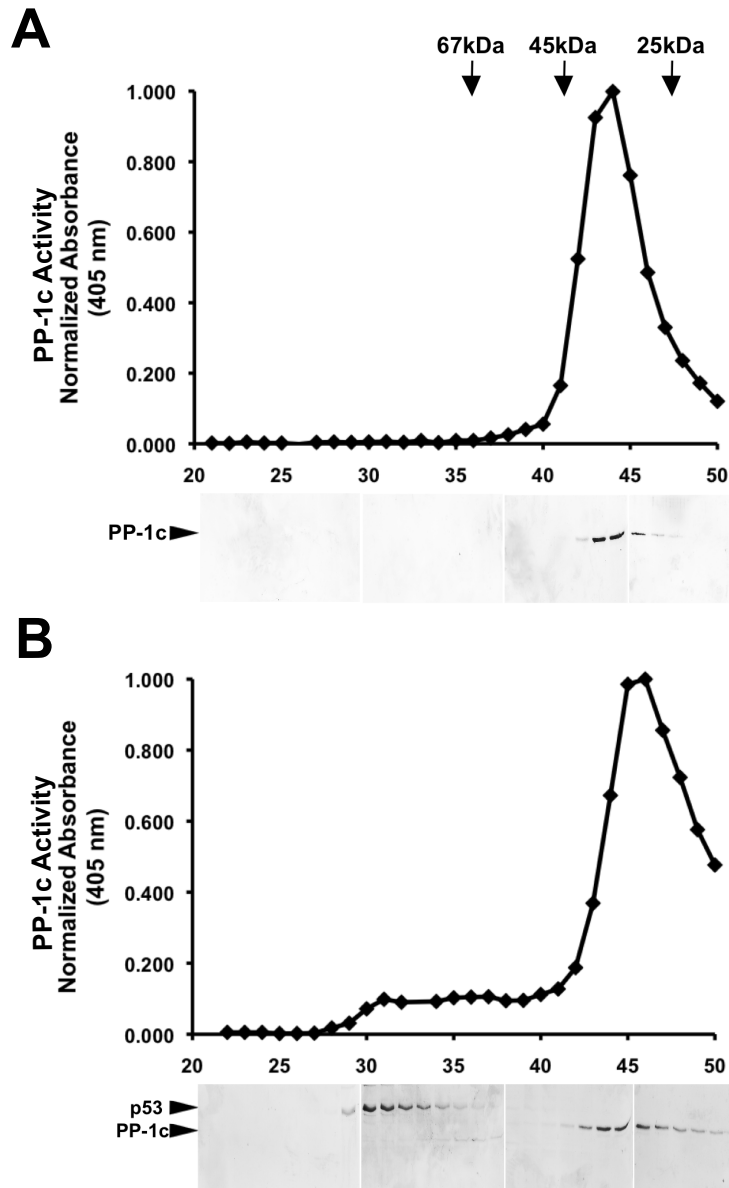 A
67kDa 45kDa 25kDa
PP-1c Activity
Normalized Absorbance
(405 nm)
1.000
0.800
0.600
0.400
0.200
0.000
20 25 30 35 40 45 50
PP-1c
B
PP-1c Activity
Normalized Absorbance
(405 nm)
1.000
0.800
0.600
0.400
0.200
0.000
20 25 30 35 40 45 50
p53
PP-1c